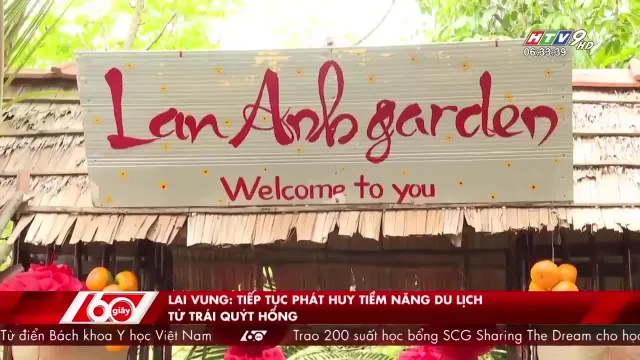 HTV9 HD
06:33:39
Lan Anh garden
Welcome to you
60 giây
LAI VUNG: TIẾP TỤC PHÁT HUY TIỀM NĂNG DU LỊCH
TỪ TRÁI QUÝT HỒNG
Từ điển Bách khoa Y học Việt Nam
Trao 200 suất học bổng SCG Sharing The Dream cho họ